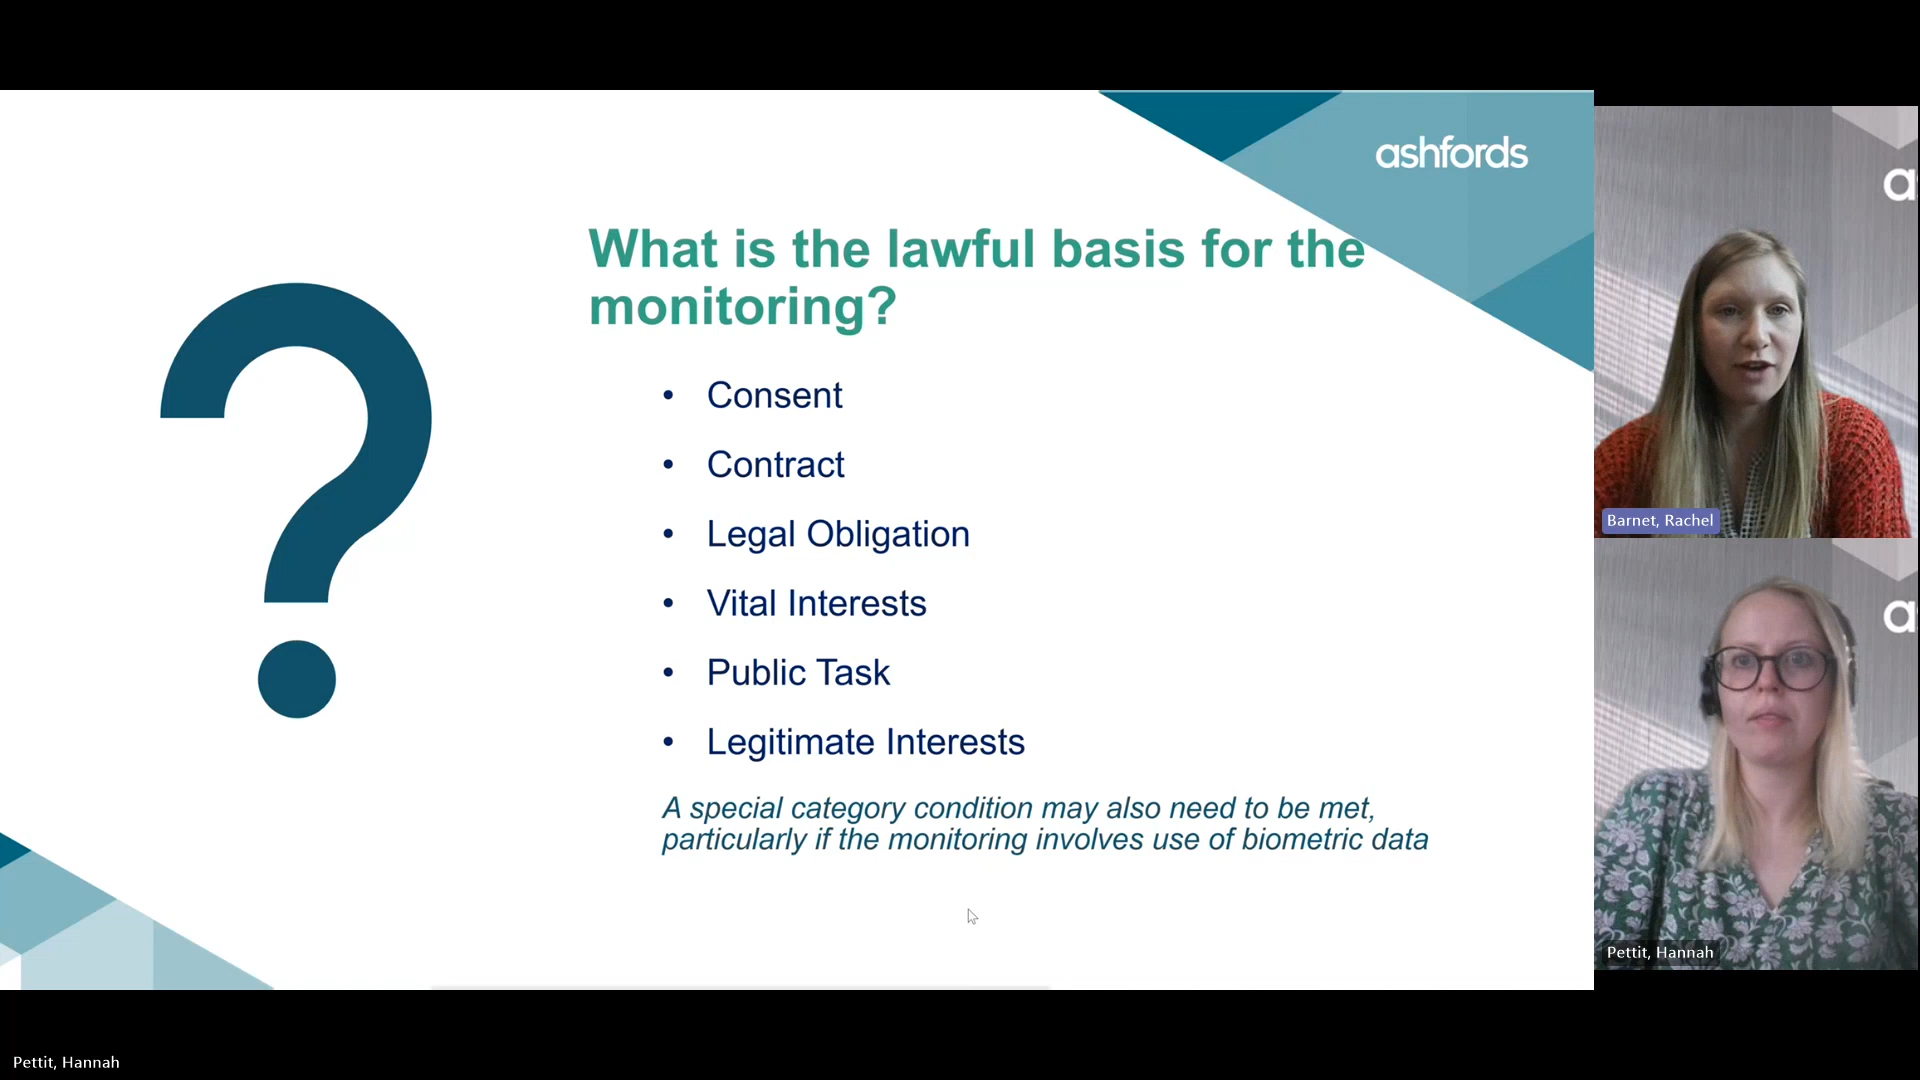 ashfords
What is the lawful basis for the
monitoring?
• Consent
• Contract
• Legal Obligation
• Vital Interests
• Public Task
• Legitimate Interests
A special category condition may also need to be met,
particularly if the monitoring involves use of biometric data
a
Barnet, Rachel
a
Pettit, Hannah
Pettit, Hannah